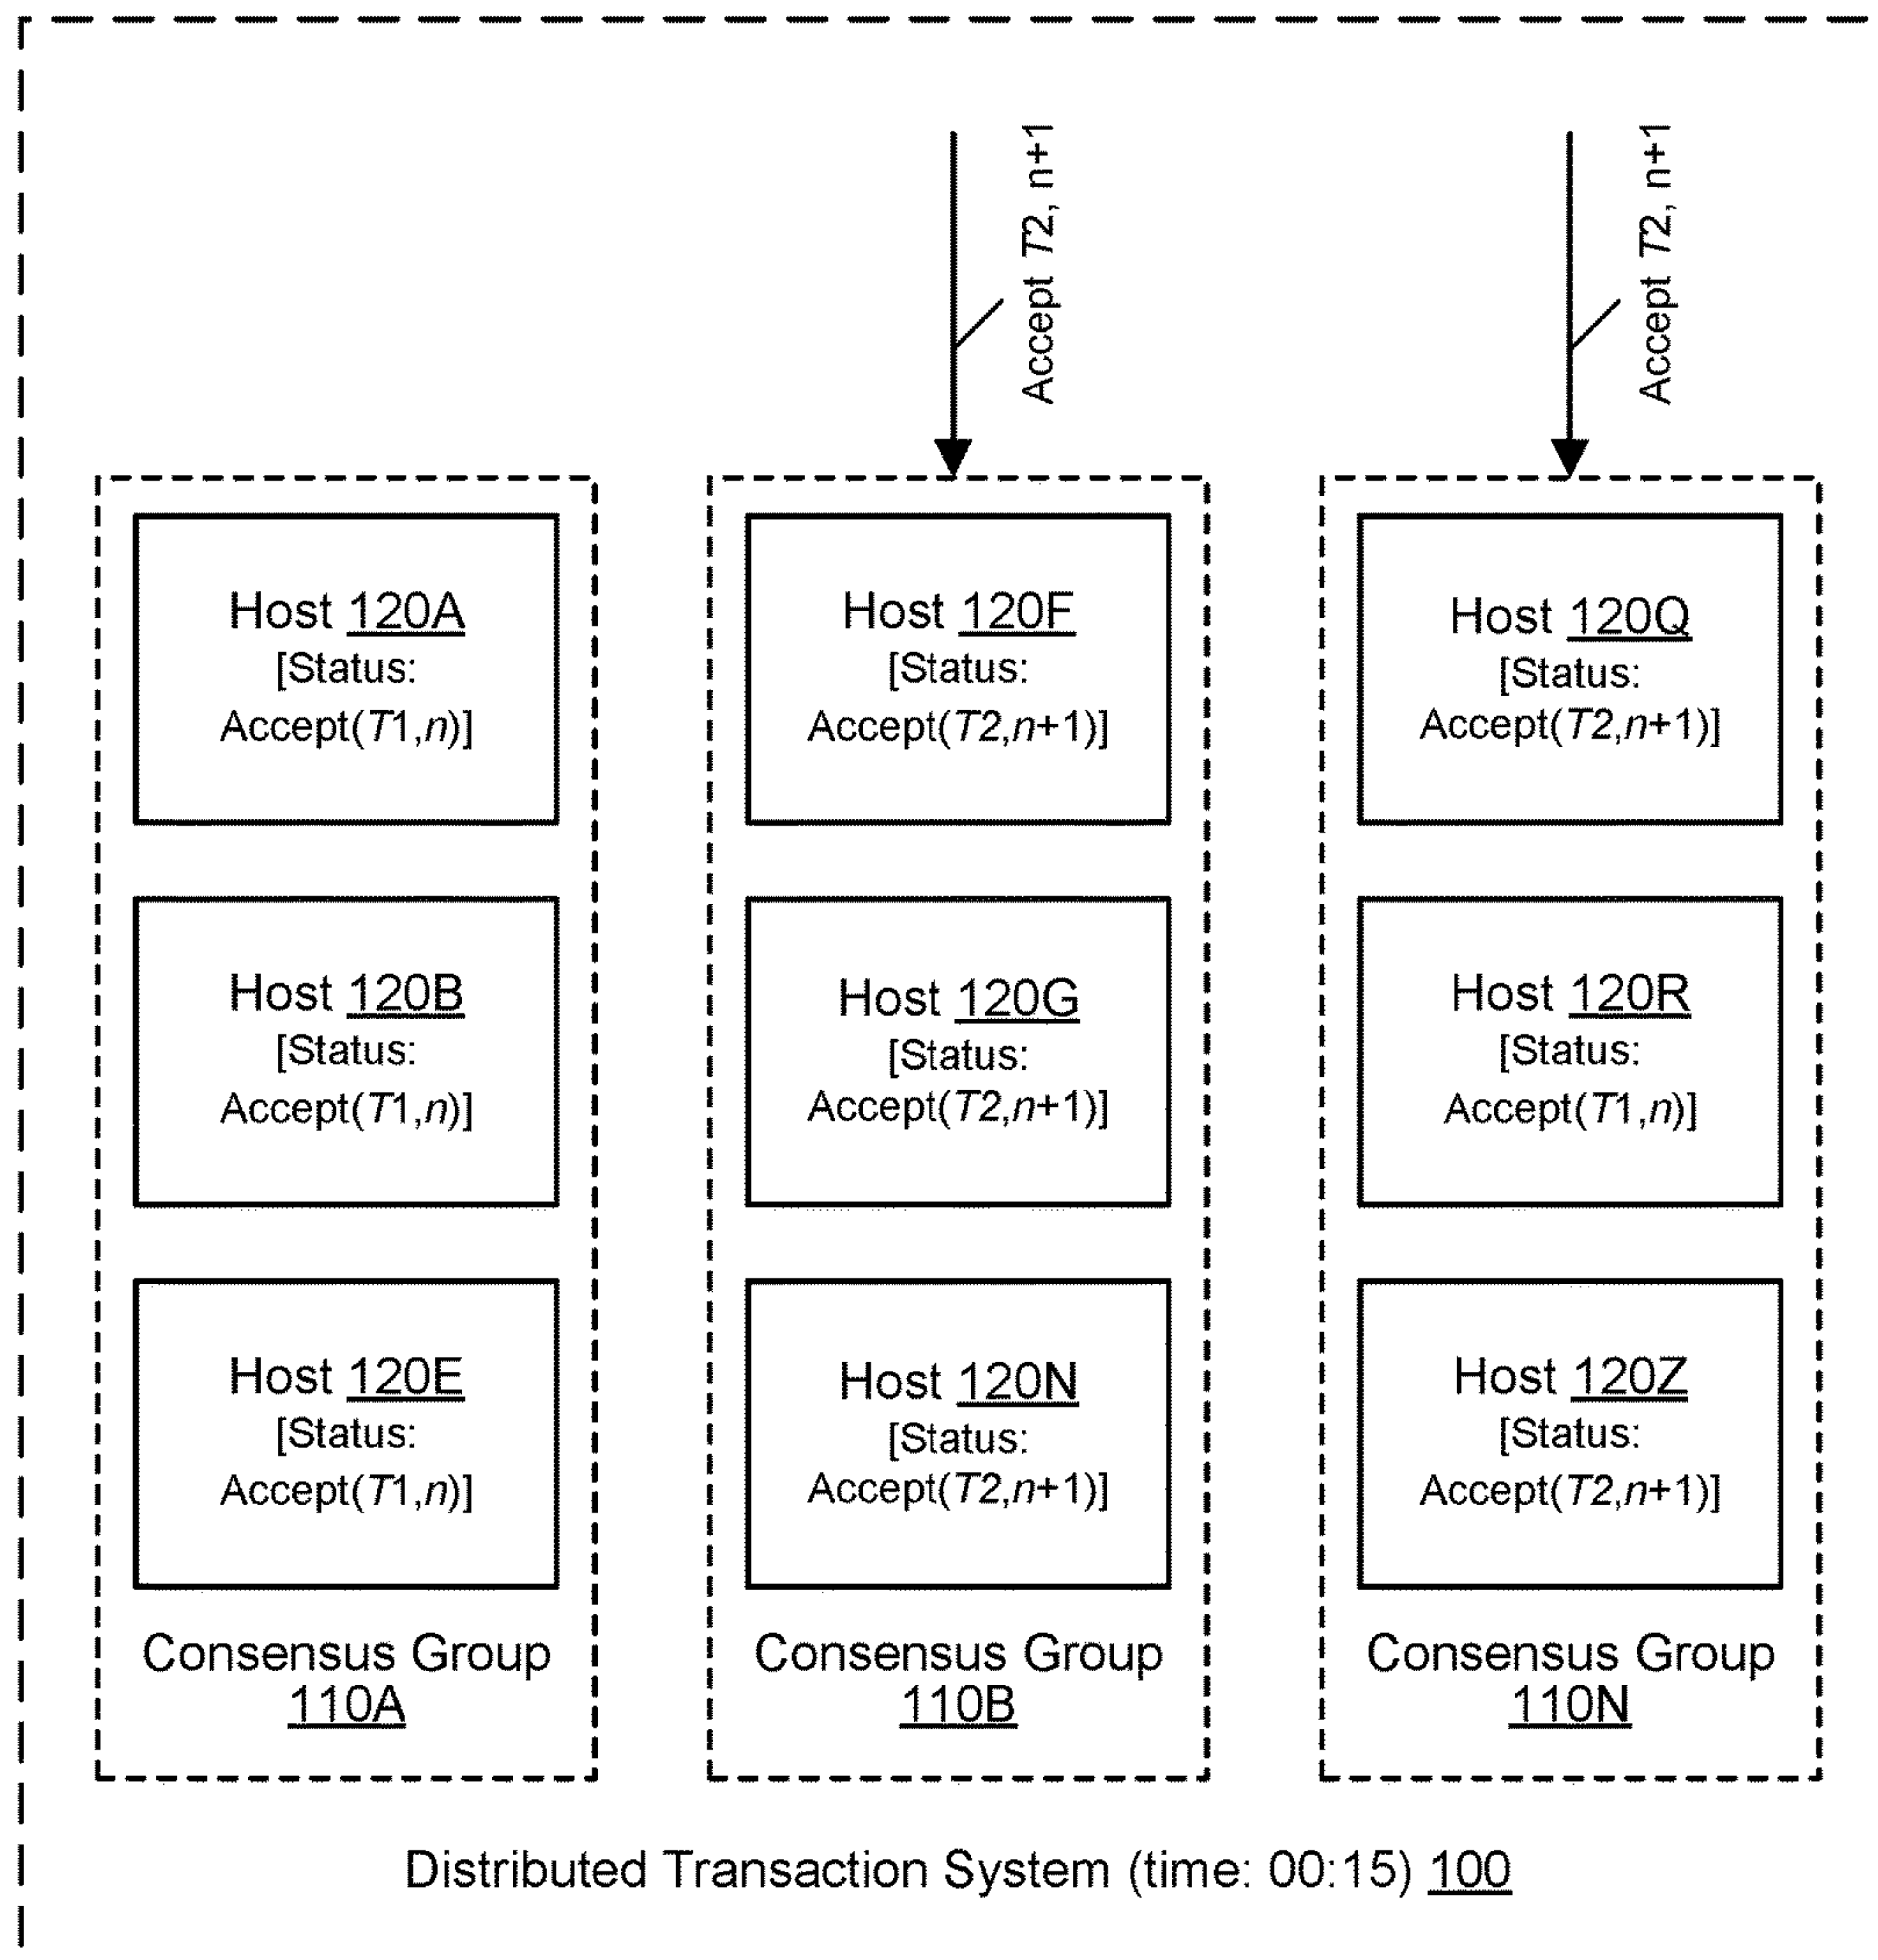 Accept T2, n+1
Accept T2, n+1
Host 120A
[Status:
Accept(T1,n)]
Host 120B
[Status:
Accept(T1,n)]
Host 120E
[Status:
Accept(T1,n)]
Consensus Group
110A
Host 120F
[Status:
Accept(T2,n+1)]
Host 120G
[Status:
Accept(T2,n+1)]
Host 120N
[Status:
Accept(T2,n+1)]
Consensus Group
110B
Host 120Q
[Status:
Accept(T2,n+1)]
Host 120R
[Status:
Accept(T1,n)]
Host 120Z
[Status:
Accept(T2,n+1)]
Consensus Group
110N
Distributed Transaction System (time: 00:15) 100